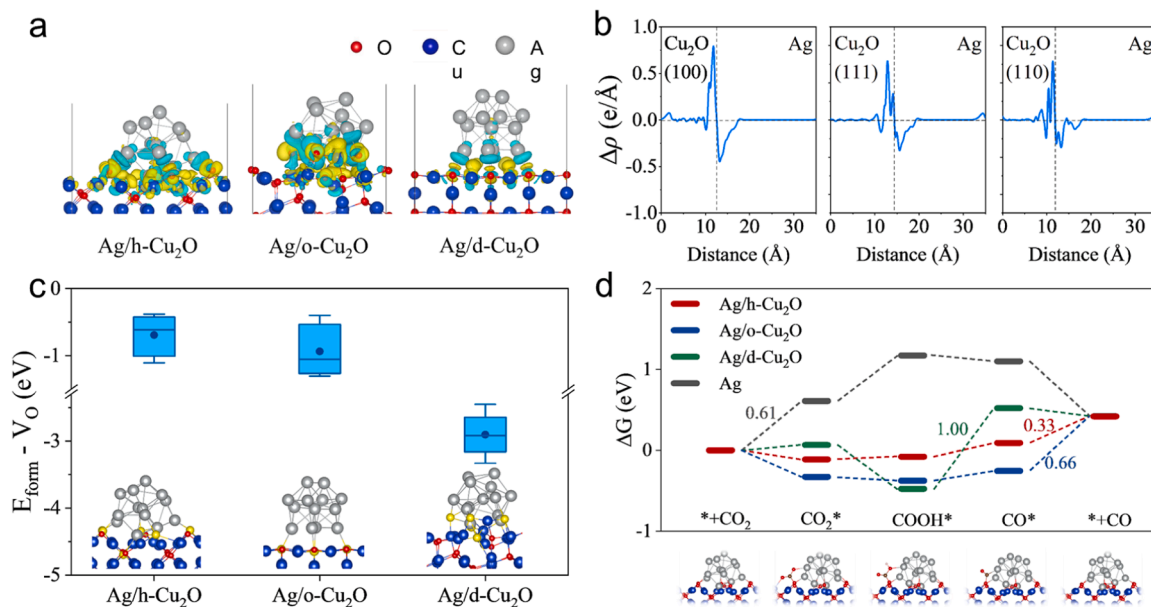 a
O C A
u g
Ag/h-Cu₂O Ag/o-Cu₂O Ag/d-Cu₂O
b
Δρ (e/Å)
1.0
0.5
0.0
-0.5
-1.0
Cu₂O Ag
(100)
Cu₂O Ag
(111)
Cu₂O Ag
(110)
0 10 20 30 0 10 20 30 0 10 20 30
Distance (Å) Distance (Å) Distance (Å)
c
E_form - V_O (eV)
0
-1
-3
-4
-5
Ag/h-Cu₂O Ag/o-Cu₂O Ag/d-Cu₂O
d
ΔG (eV)
2
1
0
-1
Ag/h-Cu₂O
Ag/o-Cu₂O
Ag/d-Cu₂O
Ag
0.61
1.00
0.33
0.66
*+CO₂ CO₂* COOH* CO* *+CO